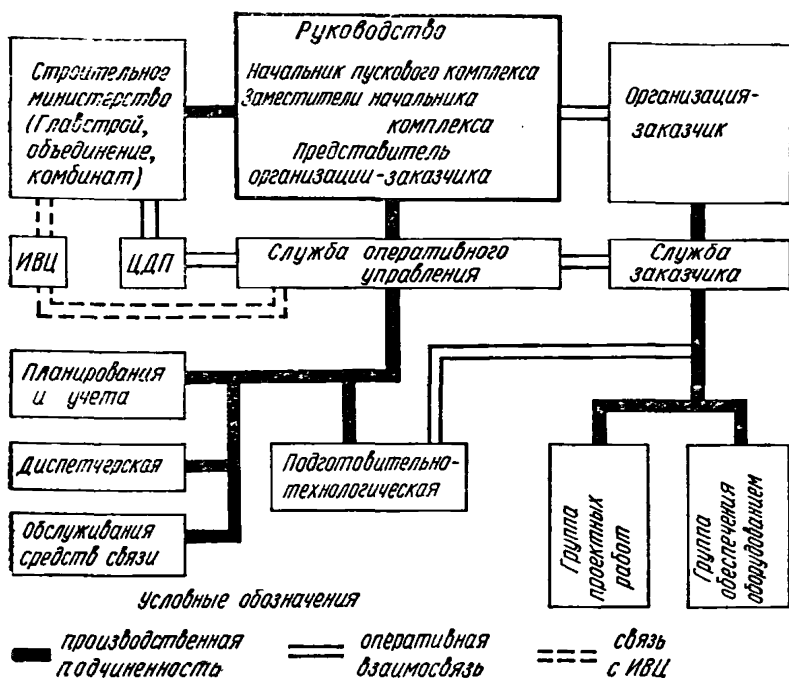 Строительное
министерство
(Главстрой,
объединение,
комбинат)
Руководство
Начальник пускового комплекса
Заместители начальника
комплекса
Представитель
организации-заказчика
Организация-
заказчик
ИВЦ
ЦДП
Служба оперативного
управления
Служба
заказчика
Планирования
и учета
Диспетчерская
Обслуживания
средств связи
Подготовительно-
технологическая
Группа
проектных
работ
Группа
обеспечения
оборудованием
Условные обозначения
производственная
подчиненность
оперативная
взаимосвязь
связь
с ИВЦ